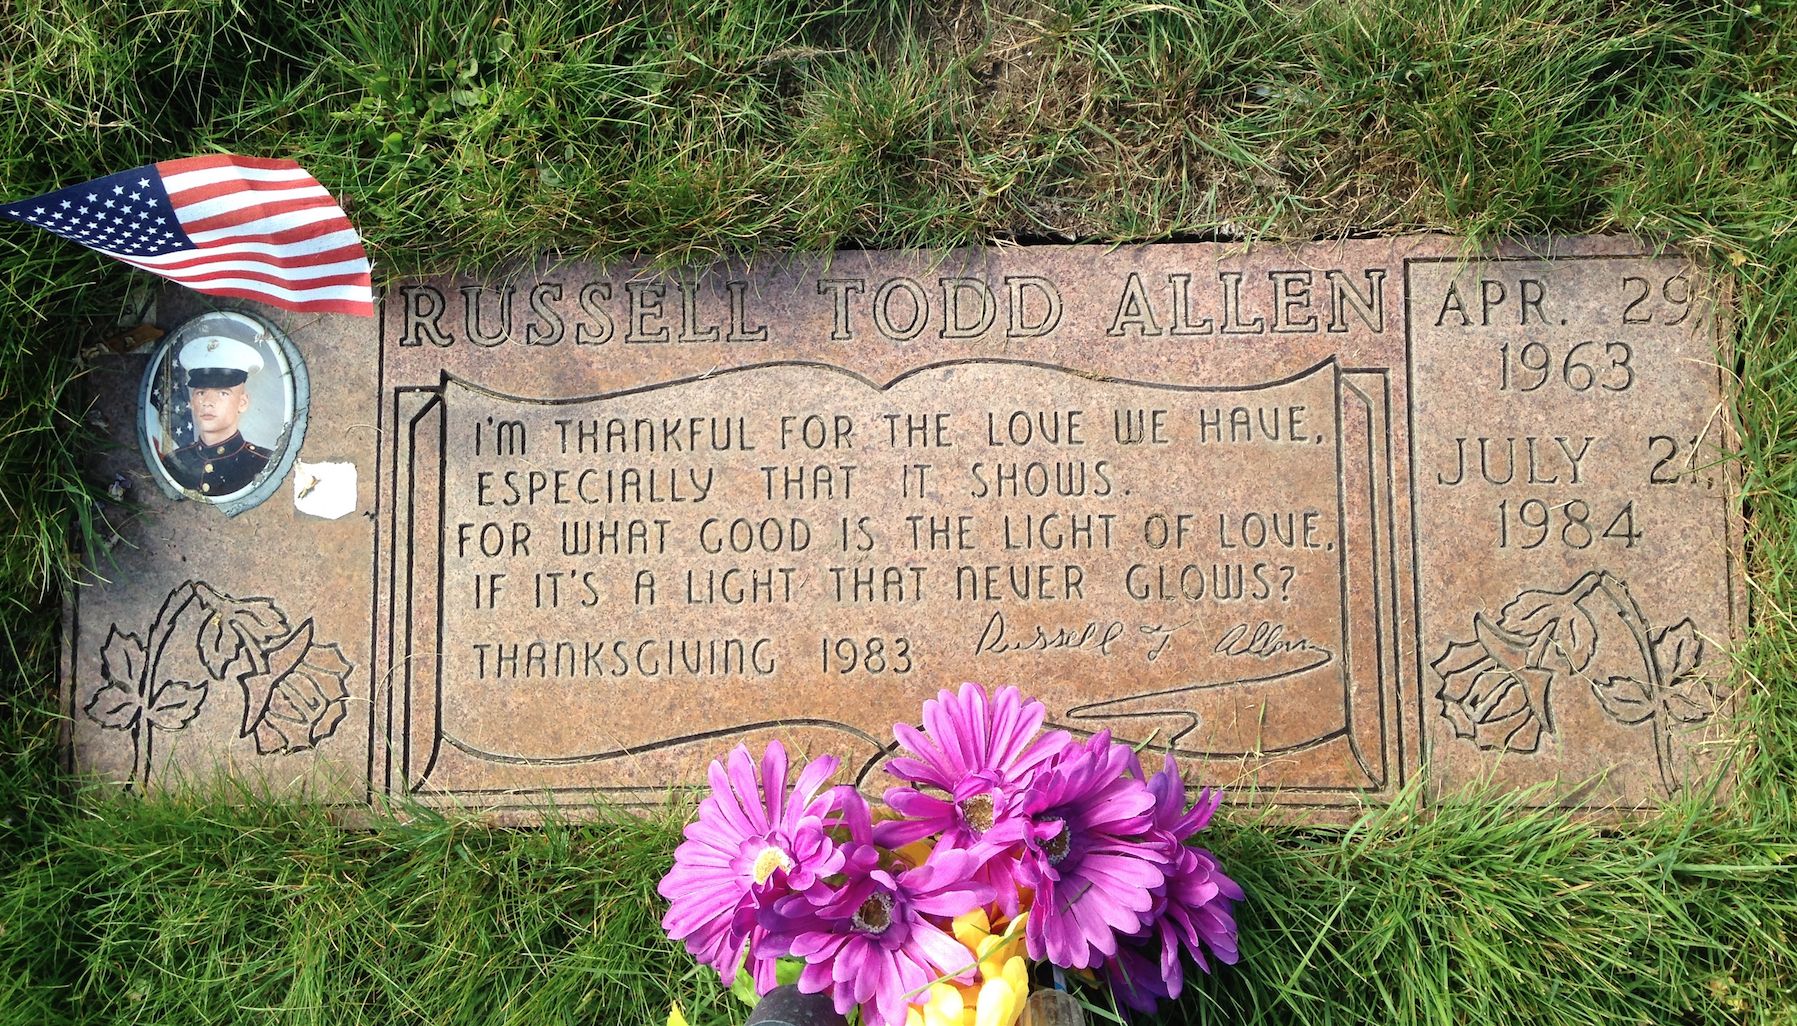 RUSSELL TODD ALLEN
APR. 29,
1963
JULY 21,
1984
I'M THANKFUL FOR THE LOVE WE HAVE,
ESPECIALLY THAT IT SHOWS.
FOR WHAT GOOD IS THE LIGHT OF LOVE,
IF IT'S A LIGHT THAT NEVER GLOWS?
THANKSGIVING 1983 Russell T Allen